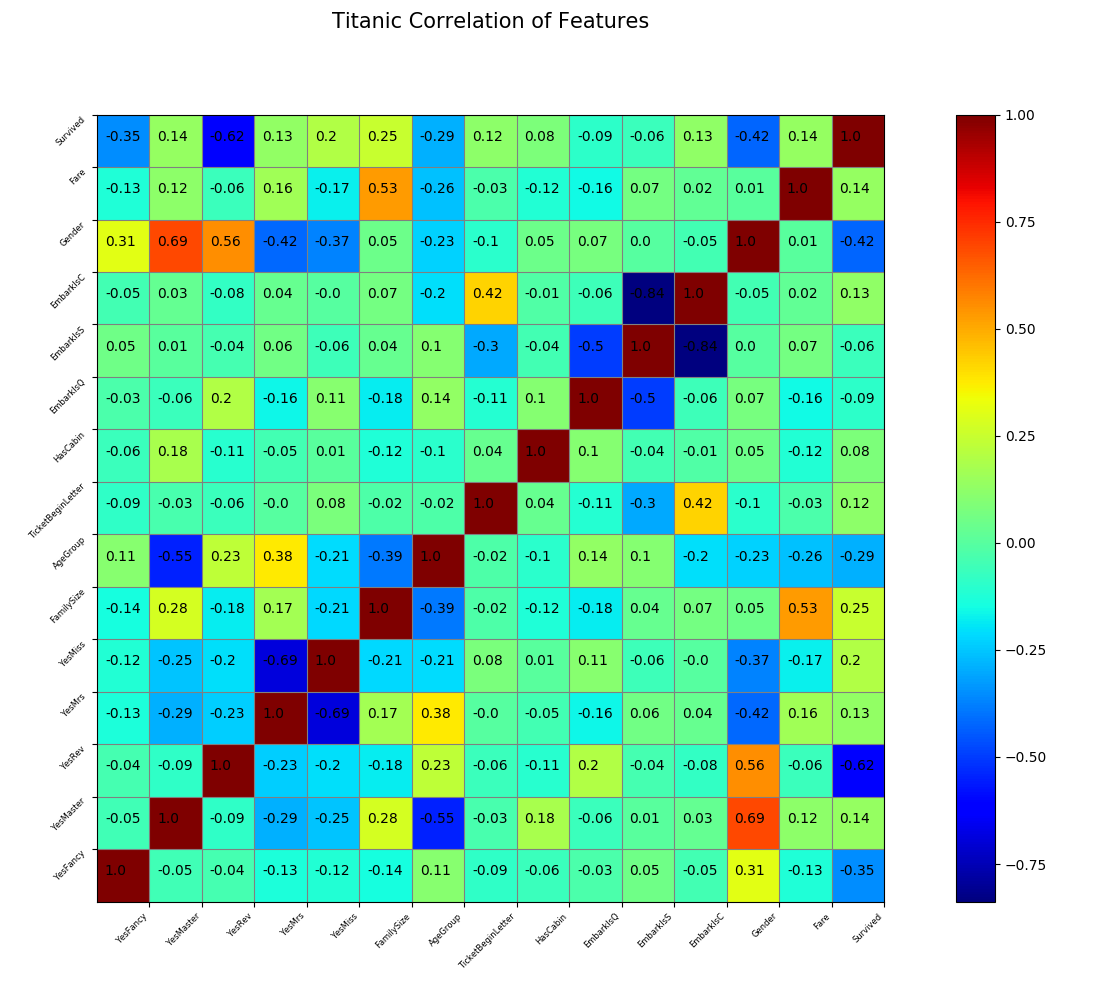 Titanic Correlation of Features
Survived -0.35 0.14 -0.62 0.13 0.2 0.25 -0.29 0.12 0.08 -0.09 -0.06 0.13 -0.42 0.14 1.0
Fare -0.13 0.12 -0.06 0.16 -0.17 0.53 -0.26 -0.03 -0.12 -0.16 0.07 0.02 0.01 1.0 0.14
Gender 0.31 0.69 0.56 -0.42 -0.37 0.05 -0.23 -0.1 0.05 0.07 0.0 -0.05 1.0 0.01 -0.42
EmbarkIsC -0.05 0.03 -0.08 0.04 -0.0 0.07 -0.2 0.42 -0.01 -0.06 -0.84 1.0 -0.05 0.02 0.13
EmbarkIsS 0.05 0.01 -0.04 0.06 -0.06 0.04 0.1 -0.3 -0.04 -0.5 1.0 -0.84 0.0 0.07 -0.06
EmbarkIsQ -0.03 -0.06 0.2 -0.16 0.11 -0.18 0.14 -0.11 0.1 1.0 -0.5 -0.06 0.07 -0.16 -0.09
HasCabin -0.06 0.18 -0.11 -0.05 0.01 -0.12 -0.1 0.04 1.0 0.1 -0.04 -0.01 0.05 -0.12 0.08
TicketBeginLetter -0.09 -0.03 -0.06 -0.0 0.08 -0.02 -0.02 1.0 0.04 -0.11 -0.3 0.42 -0.1 -0.03 0.12
AgeGroup 0.11 -0.55 0.23 0.38 -0.21 -0.39 1.0 -0.02 -0.1 0.14 0.1 -0.2 -0.23 -0.26 -0.29
FamilySize -0.14 0.28 -0.18 0.17 -0.21 1.0 -0.39 -0.02 -0.12 -0.18 0.04 0.07 0.05 0.53 0.25
YesMiss -0.12 -0.25 -0.2 -0.69 1.0 -0.21 -0.21 0.08 0.01 0.11 -0.06 -0.0 -0.37 -0.17 0.2
YesMrs -0.13 -0.29 -0.23 1.0 -0.69 0.17 0.38 -0.0 -0.05 -0.16 0.06 0.04 -0.42 0.16 0.13
YesRev -0.04 -0.09 1.0 -0.23 -0.2 -0.18 0.23 -0.06 -0.11 0.2 -0.04 -0.08 0.56 -0.06 -0.62
YesMaster -0.05 1.0 -0.09 -0.29 -0.25 0.28 -0.55 -0.03 0.18 -0.06 0.01 0.03 0.69 0.12 0.14
YesFancy 1.0 -0.05 -0.04 -0.13 -0.12 -0.14 0.11 -0.09 -0.06 -0.03 0.05 -0.05 0.31 -0.13 -0.35
YesFancy YesMaster YesRev YesMrs YesMiss FamilySize AgeGroup TicketBeginLetter HasCabin EmbarkIsQ EmbarkIsS EmbarkIsC Gender Fare Survived
1.00
0.75
0.50
0.25
0.00
−0.25
−0.50
−0.75